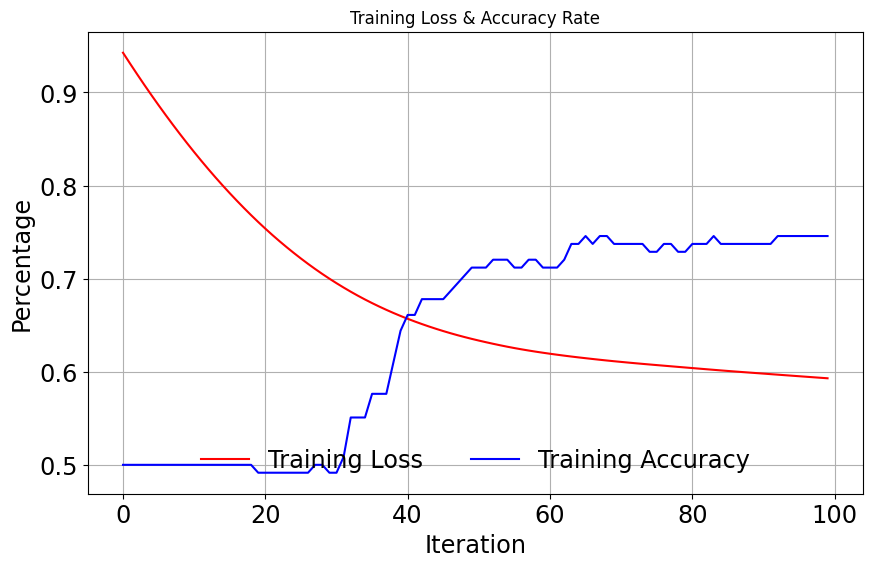 Training Loss & Accuracy Rate
Percentage
0.9
0.8
0.7
0.6
0.5
Training Loss
Training Accuracy
0 20 40 60 80 100
Iteration